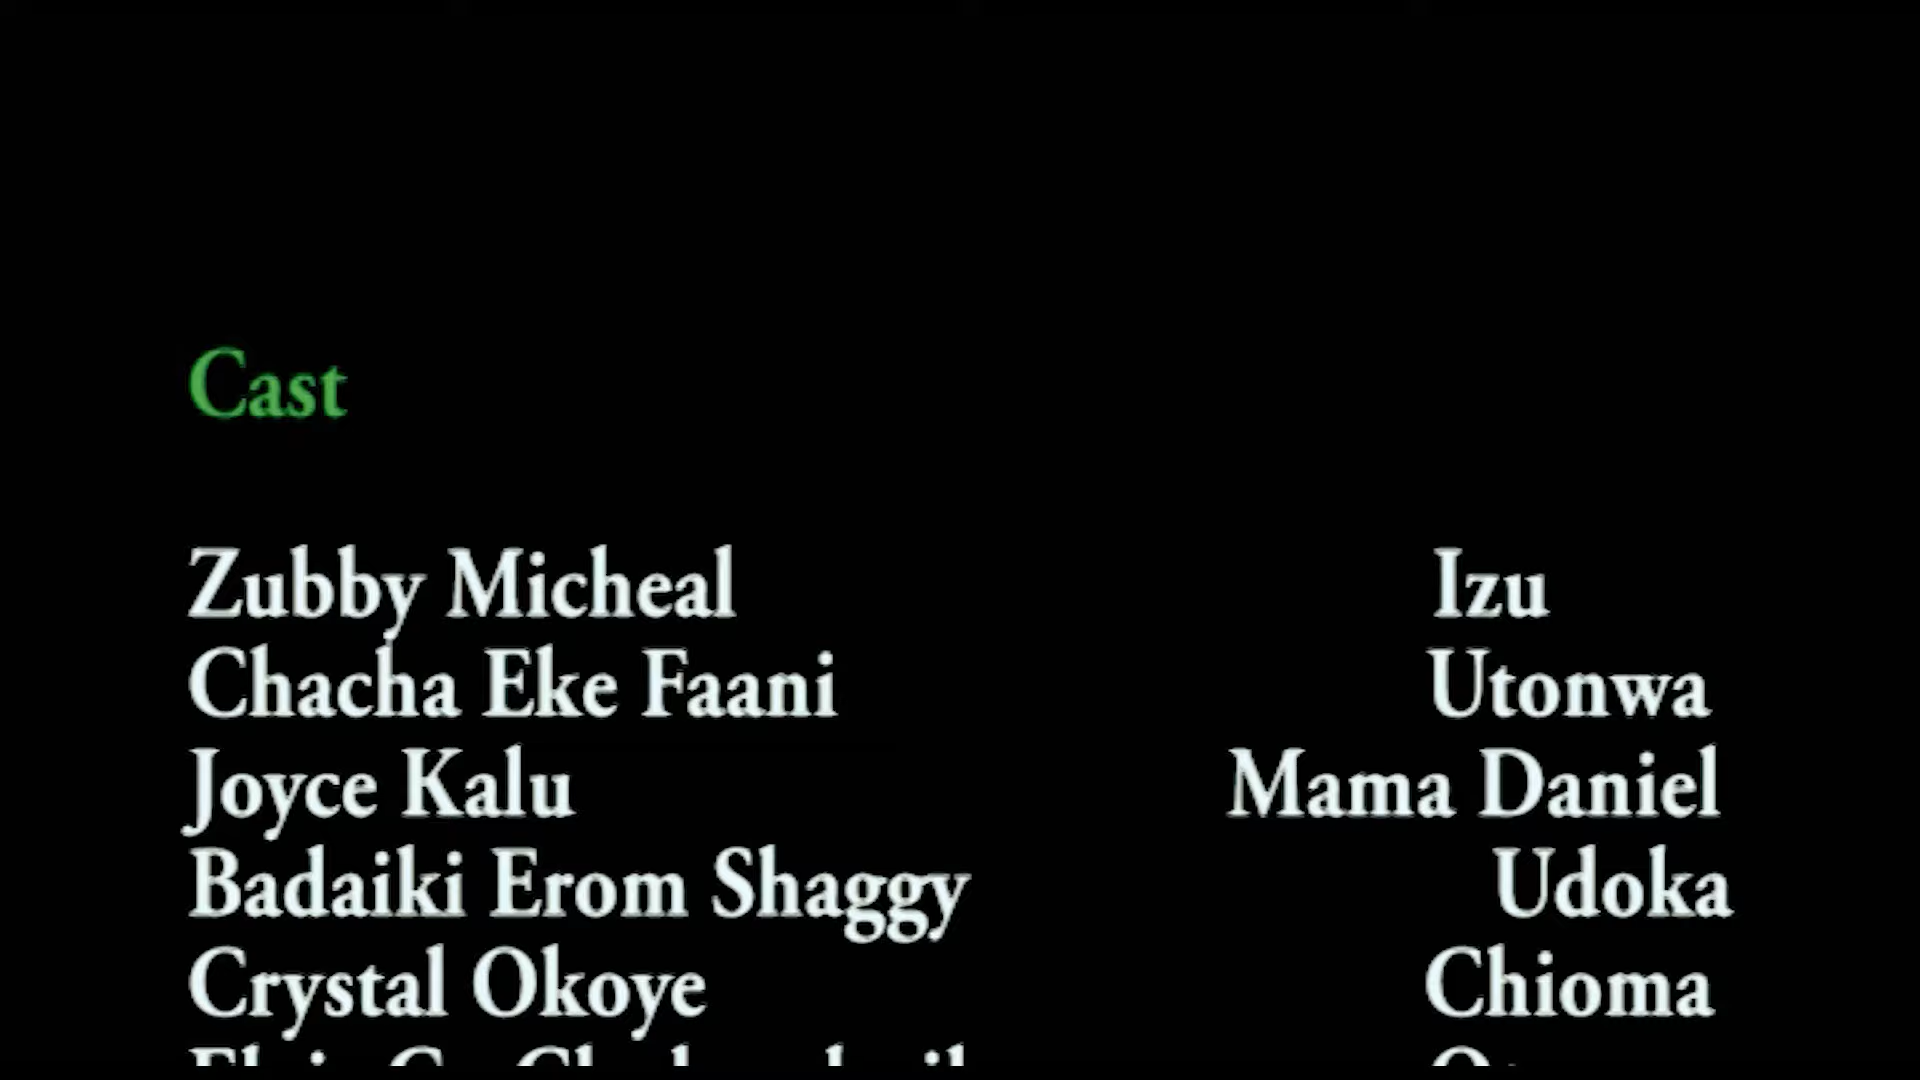 Cast
Zubby Micheal Izu
Chacha Eke Faani Utonwa
Joyce Kalu Mama Daniel
Badaiki Erom Shaggy Udoka
Crystal Okoye Chioma